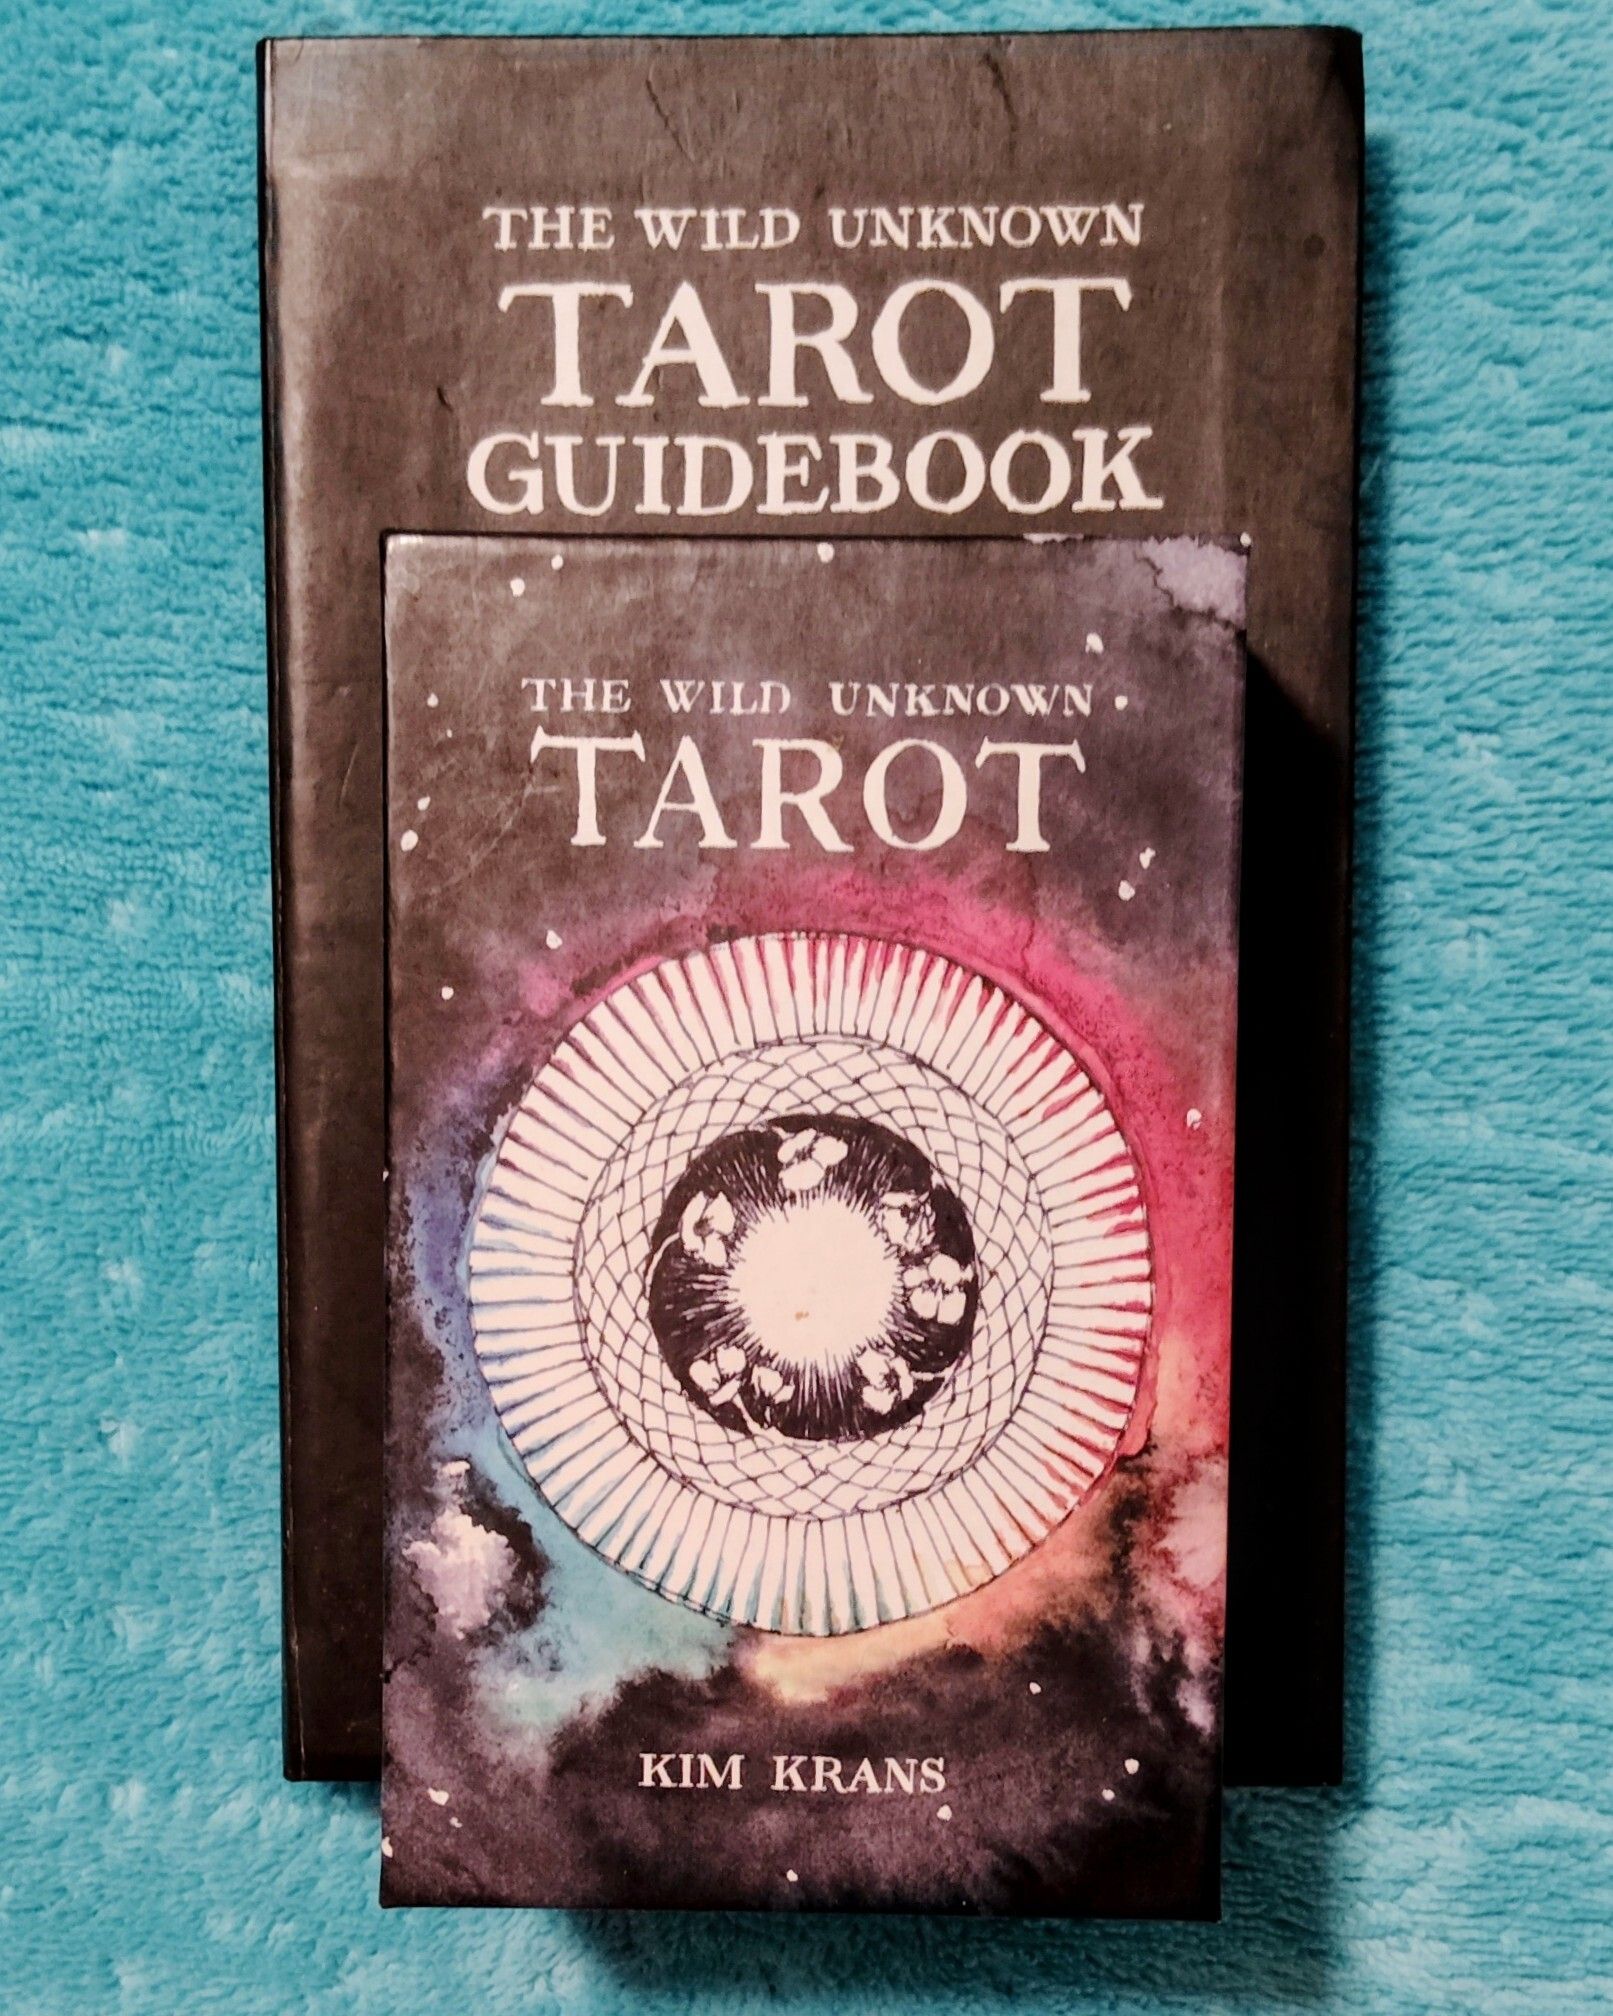 THE WILD UNKNOWN
TAROT
GUIDEBOOK
THE WILD UNKNOWN
TAROT
KIM KRANS